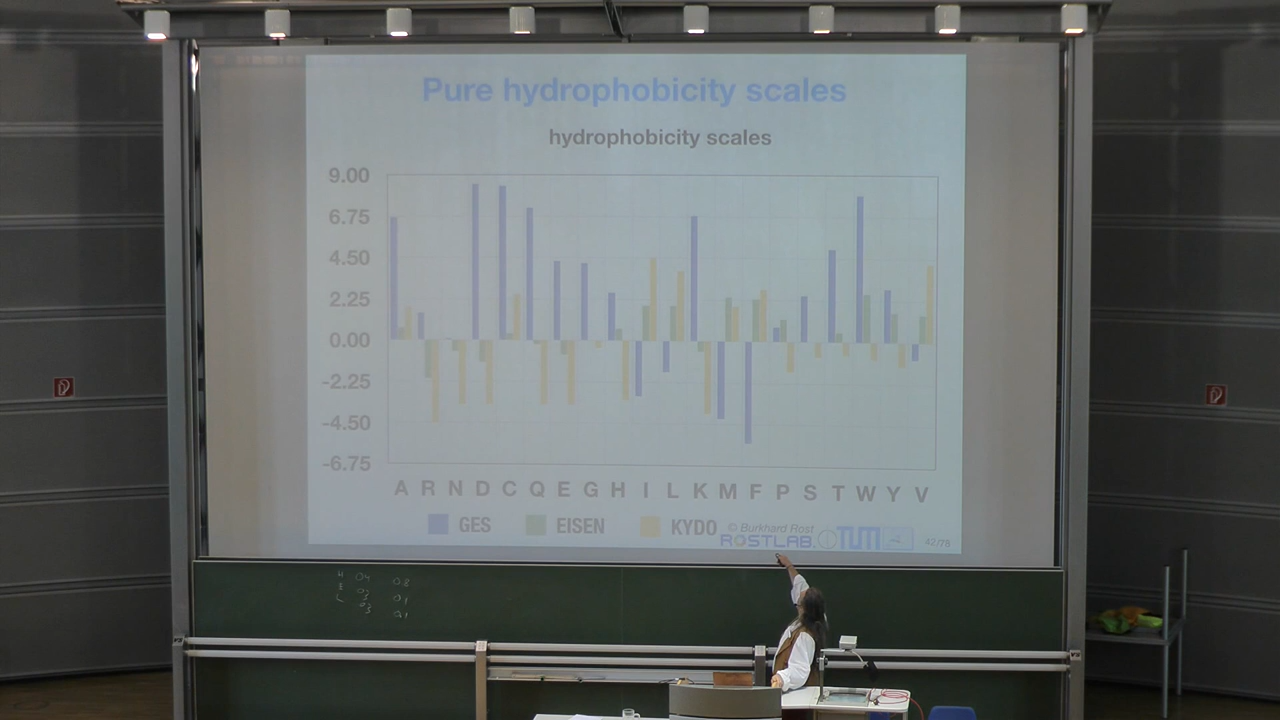 Pure hydrophobicity scales
hydrophobicity scales
9.00
6.75
4.50
2.25
0.00
-2.25
-4.50
-6.75
A R N D C Q E G H I L K M F P S T W Y V
GES EISEN KYDO
© Burkhard Rost
ROSTLAB. TUM
42/78